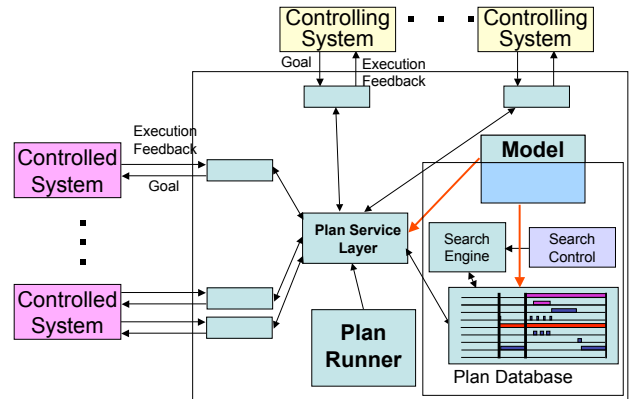 Controlling
System
Controlling
System
Goal
Execution
Feedback
Execution
Feedback
Goal
Controlled
System
Model
Plan Service
Layer
Search
Engine
Search
Control
Controlled
System
Plan
Runner
Plan Database